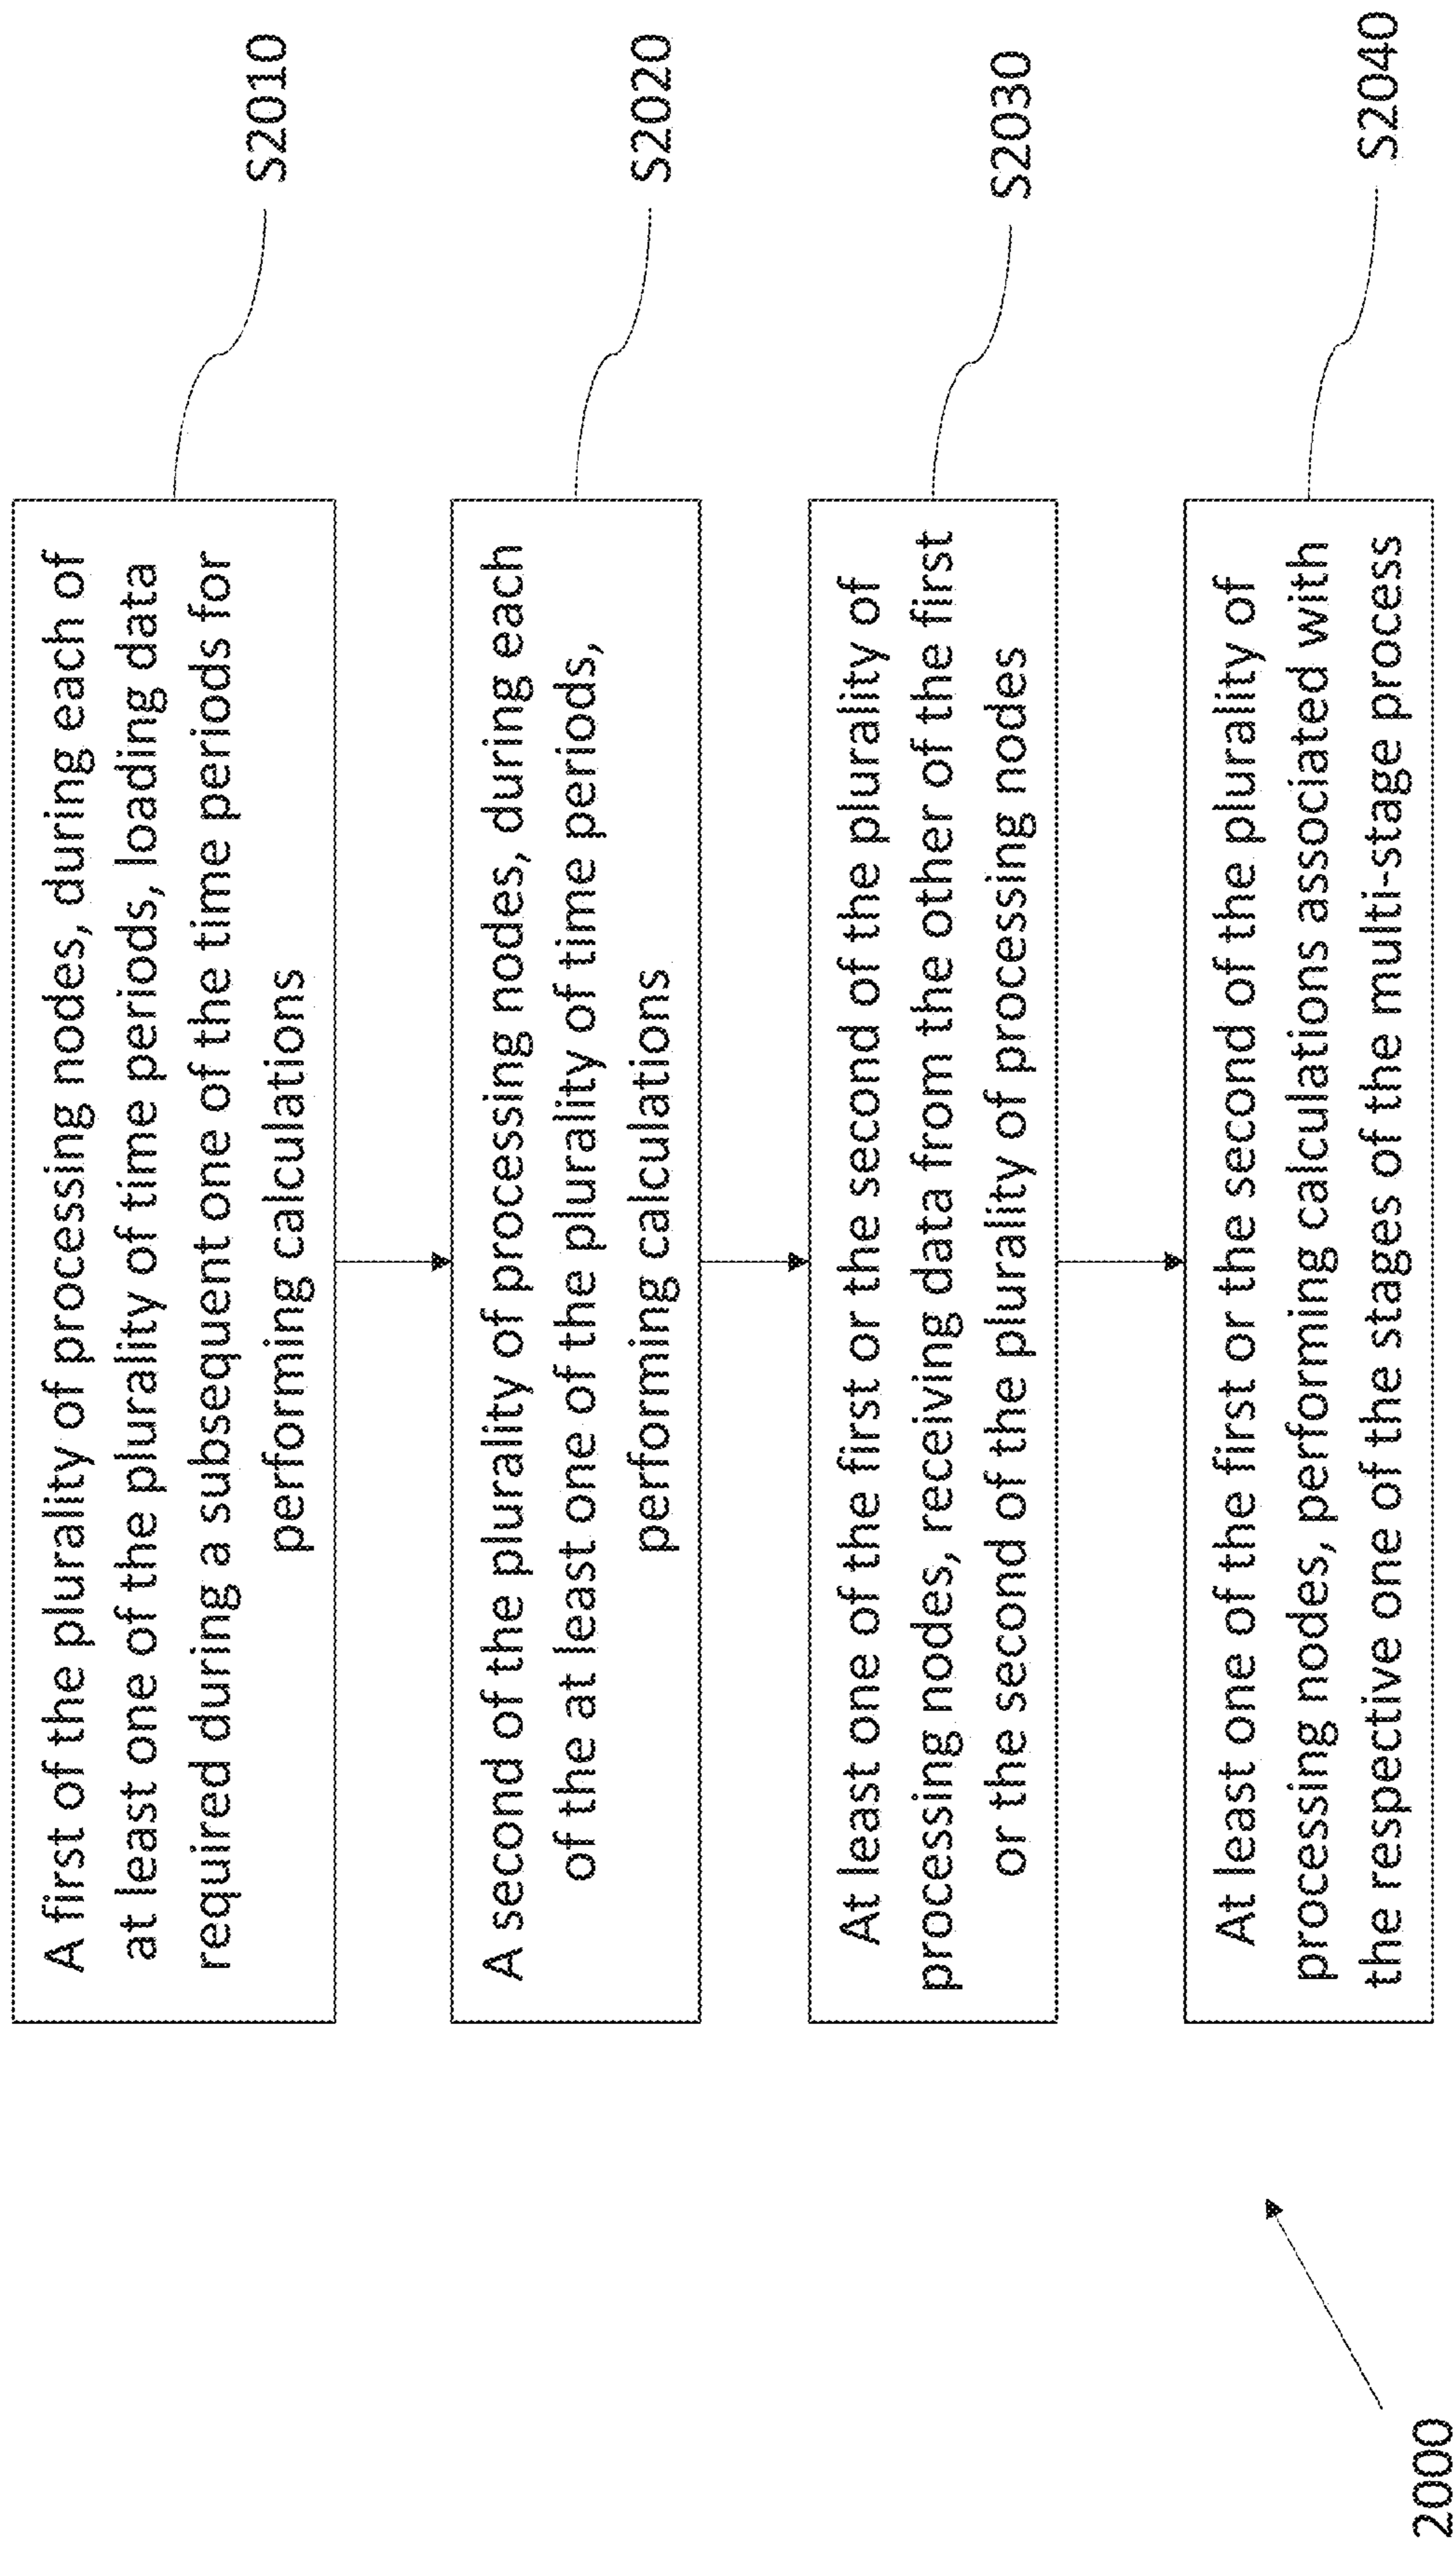 A first of the plurality of processing nodes, during each of
at least one of the plurality of time periods, loading data
required during a subsequent one of the time periods for
performing calculations
S2010
A second of the plurality of processing nodes, during each
of the at least one of the plurality of time periods,
performing calculations
S2020
At least one of the first or the second of the plurality of
processing nodes, receiving data from the other of the first
or the second of the plurality of processing nodes
S2030
At least one of the first or the second of the plurality of
processing nodes, performing calculations associated with
the respective one of the stages of the multi-stage process
S2040
2000